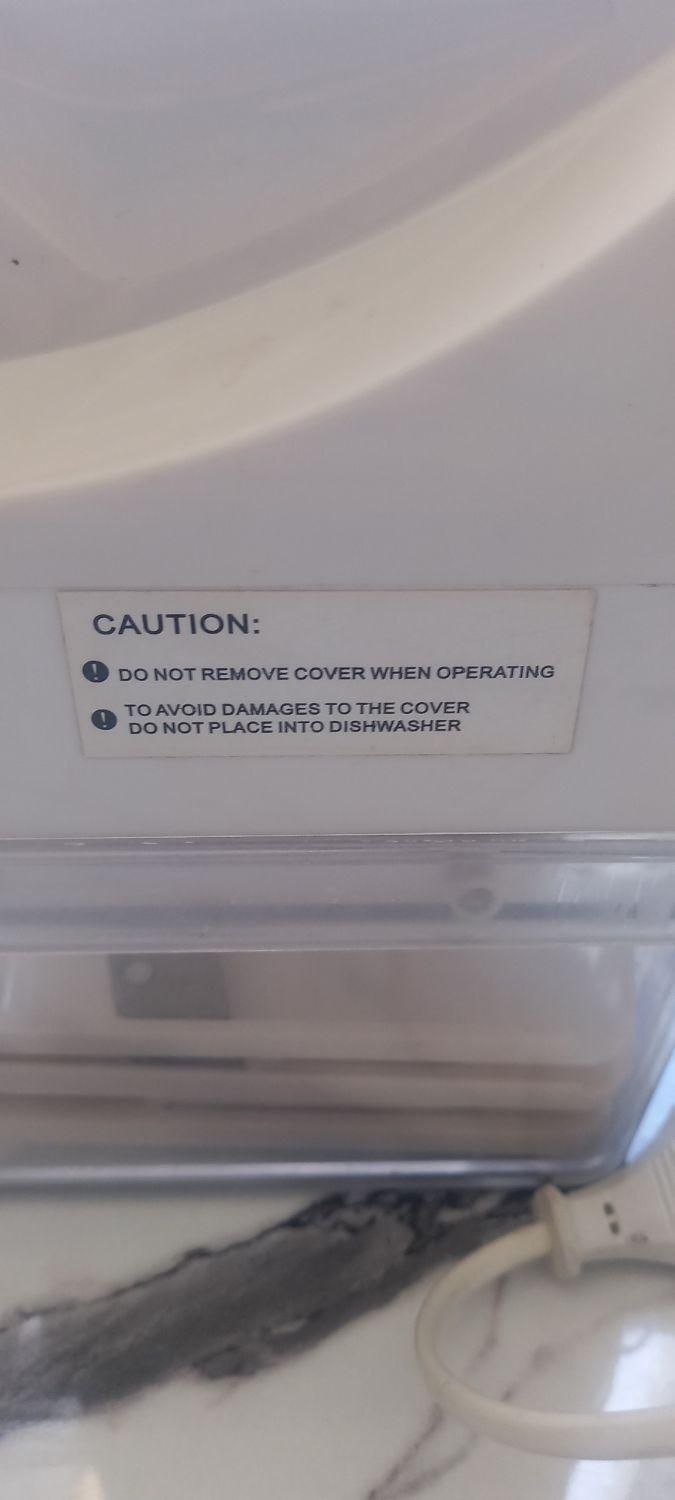 CAUTION:
DO NOT REMOVE COVER WHEN OPERATING
TO AVOID DAMAGES TO THE COVER
DO NOT PLACE INTO DISHWASHER